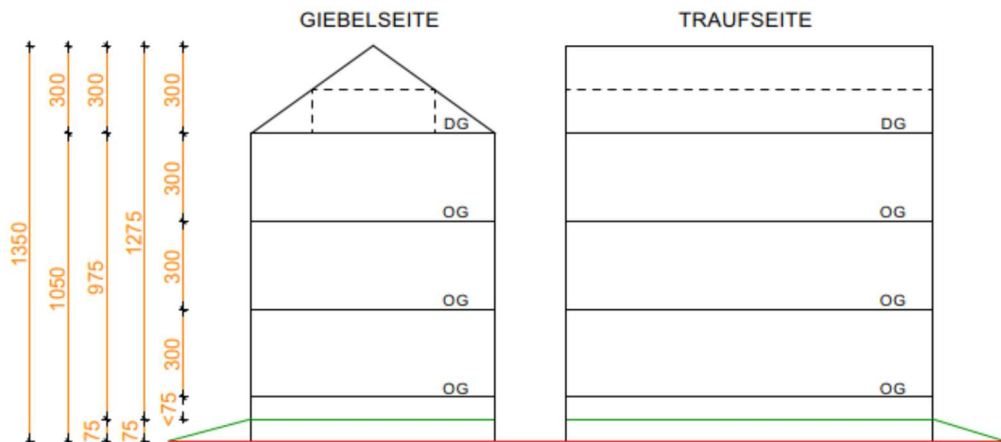 GIEBELSEITE
TRAUFSEITE
300
300
300
DG
DG
300
OG
OG
1350
1050
975
1275
300
OG
OG
300
OG
OG
<75
75
75